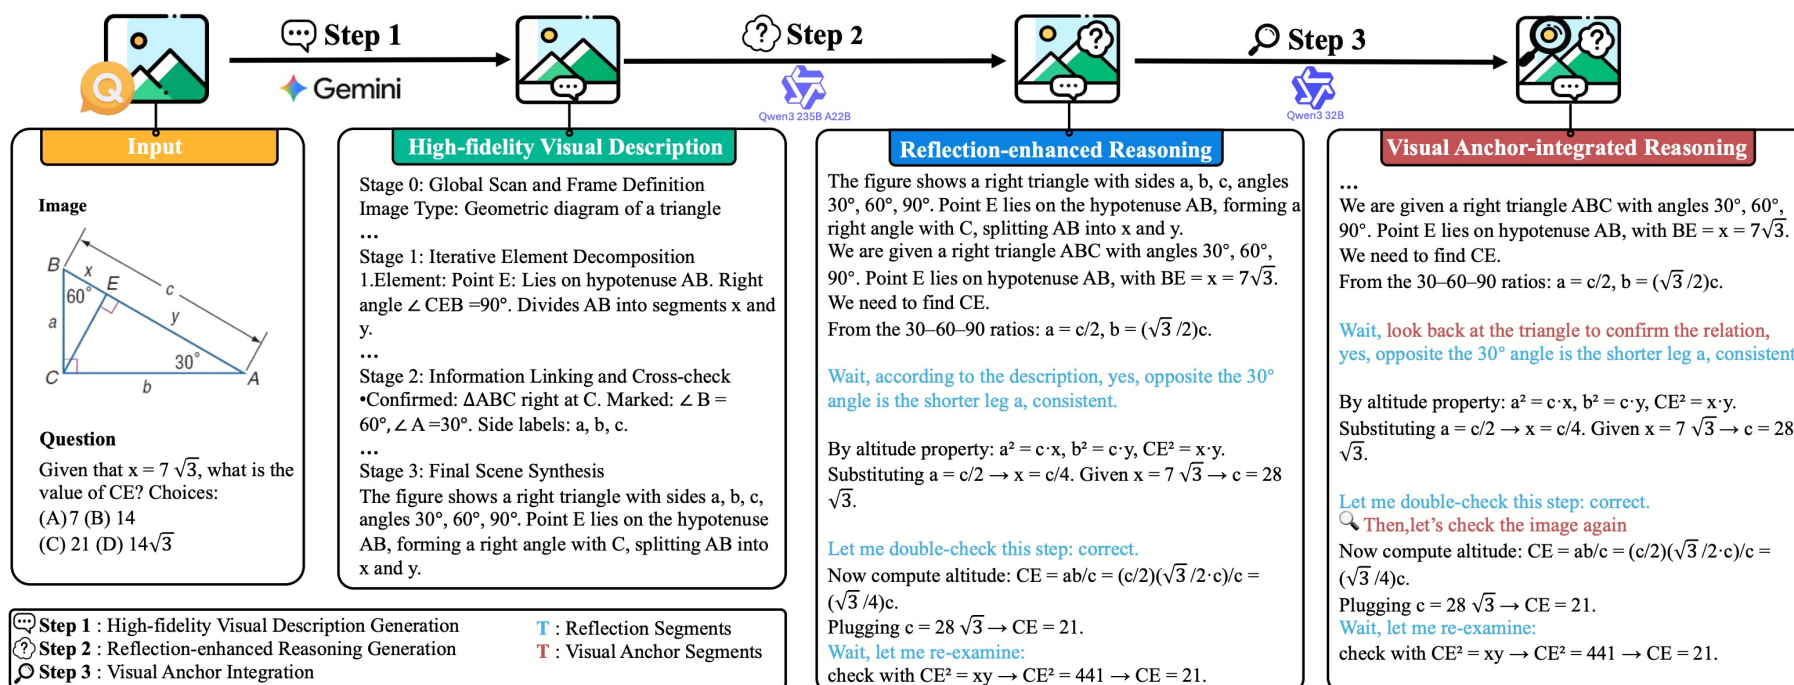 Step 1
Gemini
Step 2
Qwen3 235B A22B
Step 3
Qwen3 32B
Q
Input
Image
B
x
E
60°
c
a
y
30°
C
b
A
Question
Given that x = 7 √3, what is the
value of CE? Choices:
(A) 7 (B) 14
(C) 21 (D) 14√3
High-fidelity Visual Description
Stage 0: Global Scan and Frame Definition
Image Type: Geometric diagram of a triangle
...
Stage 1: Iterative Element Decomposition
1.Element: Point E: Lies on hypotenuse AB. Right
angle ∠ CEB =90°. Divides AB into segments x and
y.
...
Stage 2: Information Linking and Cross-check
•Confirmed: ΔABC right at C. Marked: ∠ B =
60°, ∠ A =30°. Side labels: a, b, c.
...
Stage 3: Final Scene Synthesis
The figure shows a right triangle with sides a, b, c,
angles 30°, 60°, 90°. Point E lies on the hypotenuse
AB, forming a right angle with C, splitting AB into
x and y.
Reflection-enhanced Reasoning
The figure shows a right triangle with sides a, b, c, angles
30°, 60°, 90°. Point E lies on the hypotenuse AB, forming a
right angle with C, splitting AB into x and y.
We are given a right triangle ABC with angles 30°, 60°,
90°. Point E lies on hypotenuse AB, with BE = x = 7√3.
We need to find CE.
From the 30–60–90 ratios: a = c/2, b = (√3 /2)c.
Wait, according to the description, yes, opposite the 30°
angle is the shorter leg a, consistent.
By altitude property: a² = c·x, b² = c·y, CE² = x·y.
Substituting a = c/2 → x = c/4. Given x = 7 √3 → c = 28
√3.
Let me double-check this step: correct.
Now compute altitude: CE = ab/c = (c/2)(√3 /2·c)/c =
(√3 /4)c.
Plugging c = 28 √3 → CE = 21.
Wait, let me re-examine:
check with CE² = xy → CE² = 441 → CE = 21.
Visual Anchor-integrated Reasoning
...
We are given a right triangle ABC with angles 30°, 60°,
90°. Point E lies on hypotenuse AB, with BE = x = 7√3.
We need to find CE.
From the 30–60–90 ratios: a = c/2, b = (√3 /2)c.
Wait, look back at the triangle to confirm the relation,
yes, opposite the 30° angle is the shorter leg a, consistent
By altitude property: a² = c·x, b² = c·y, CE² = x·y.
Substituting a = c/2 → x = c/4. Given x = 7 √3 → c = 28
√3.
Let me double-check this step: correct.
Then,let's check the image again
Now compute altitude: CE = ab/c = (c/2)(√3 /2·c)/c =
(√3 /4)c.
Plugging c = 28 √3 → CE = 21.
Wait, let me re-examine:
check with CE² = xy → CE² = 441 → CE = 21.
Step 1 : High-fidelity Visual Description Generation
Step 2 : Reflection-enhanced Reasoning Generation
Step 3 : Visual Anchor Integration
T : Reflection Segments
T : Visual Anchor Segments